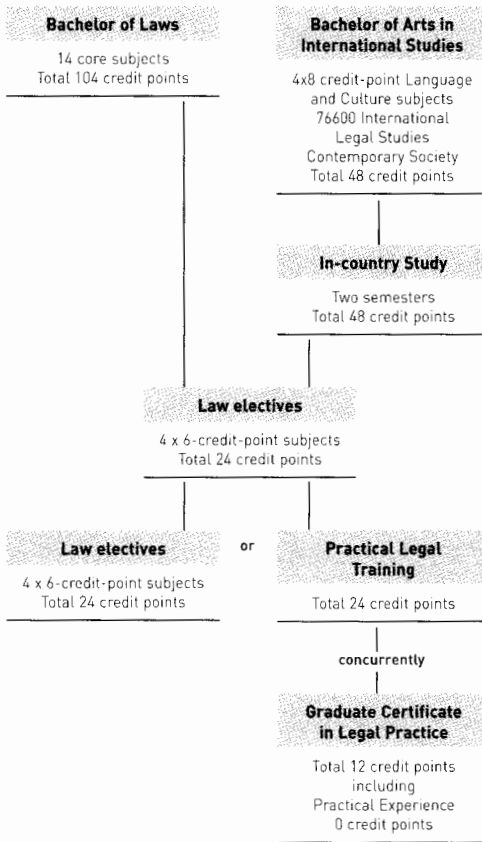 Bachelor of Laws
14 core subjects
Total 104 credit points
Bachelor of Arts in
International Studies
4x8 credit-point Language
and Culture subjects
76600 International
Legal Studies
Contemporary Society
Total 48 credit points
In-country Study
Two semesters
Total 48 credit points
Law electives
4 x 6-credit-point subjects
Total 24 credit points
Law electives
4 x 6-credit-point subjects
Total 24 credit points
or
Practical Legal
Training
Total 24 credit points
concurrently
Graduate Certificate
in Legal Practice
Total 12 credit points
including
Practical Experience
0 credit points